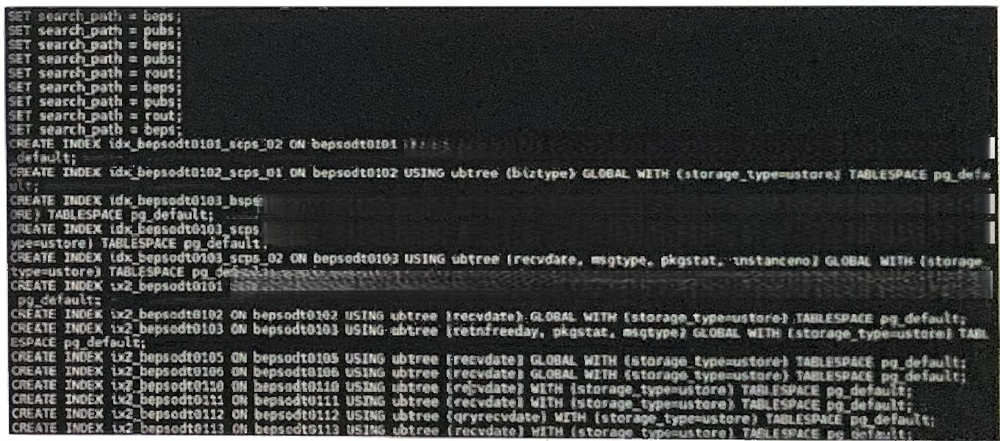 SET search_path = beps;
SET search_path = pubs;
SET search_path = beps;
SET search_path = pubs;
SET search_path = rout;
SET search_path = beps;
SET search_path = pubs;
SET search_path = rout;
SET search_path = beps;
CREATE INDEX idx_bepsodt0101_scps_02 ON bepsodt0101
_default;
CREATE INDEX idx_bepsodt0102_scps_01 ON bepsodt0102 USING ubtree (biztype) GLOBAL WITH (storage_type=ustore) TABLESPACE pg_defa
ult;
CREATE INDEX idx_bepsodt0103_bsps
ORE) TABLESPACE pg_default;
CREATE INDEX idx_bepsodt0103_scps
ype=ustore) TABLESPACE pg_default;
CREATE INDEX idx_bepsodt0103_scps_02 ON bepsodt0103 USING ubtree (recvdate, msgtype, pkgstat, instanceno) GLOBAL WITH (storage_
type=ustore) TABLESPACE pg_default;
CREATE INDEX ix2_bepsodt0101
pg_default;
CREATE INDEX ix2_bepsodt0102 ON bepsodt0102 USING ubtree (recvdate) GLOBAL WITH (storage_type=ustore) TABLESPACE pg_default;
CREATE INDEX ix2_bepsodt0103 ON bepsodt0103 USING ubtree (retnfreeday, pkgstat, msgtype) GLOBAL WITH (storage_type=ustore) TABL
ESPACE pg_default;
CREATE INDEX ix2_bepsodt0105 ON bepsodt0105 USING ubtree (recvdate) GLOBAL WITH (storage_type=ustore) TABLESPACE pg_default;
CREATE INDEX ix2_bepsodt0106 ON bepsodt0106 USING ubtree (recvdate) GLOBAL WITH (storage_type=ustore) TABLESPACE pg_default;
CREATE INDEX ix2_bepsodt0110 ON bepsodt0110 USING ubtree (recvdate) WITH (storage_type=ustore) TABLESPACE pg_default;
CREATE INDEX ix2_bepsodt0111 ON bepsodt0111 USING ubtree (recvdate) WITH (storage_type=ustore) TABLESPACE pg_default;
CREATE INDEX ix2_bepsodt0112 ON bepsodt0112 USING ubtree (qryrecvdate) WITH (storage_type=ustore) TABLESPACE pg_default;
CREATE INDEX ix2_bepsodt0113 ON bepsodt0113 USING ubtree (recvdate) WITH (storage_type=ustore) TABLESPACE pg_default;